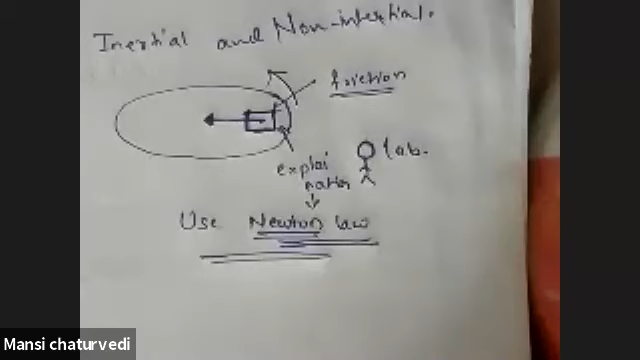 Inertial and Non-inertial.
friction
explai
nation
lab.
Use Newton law
Mansi chaturvedi